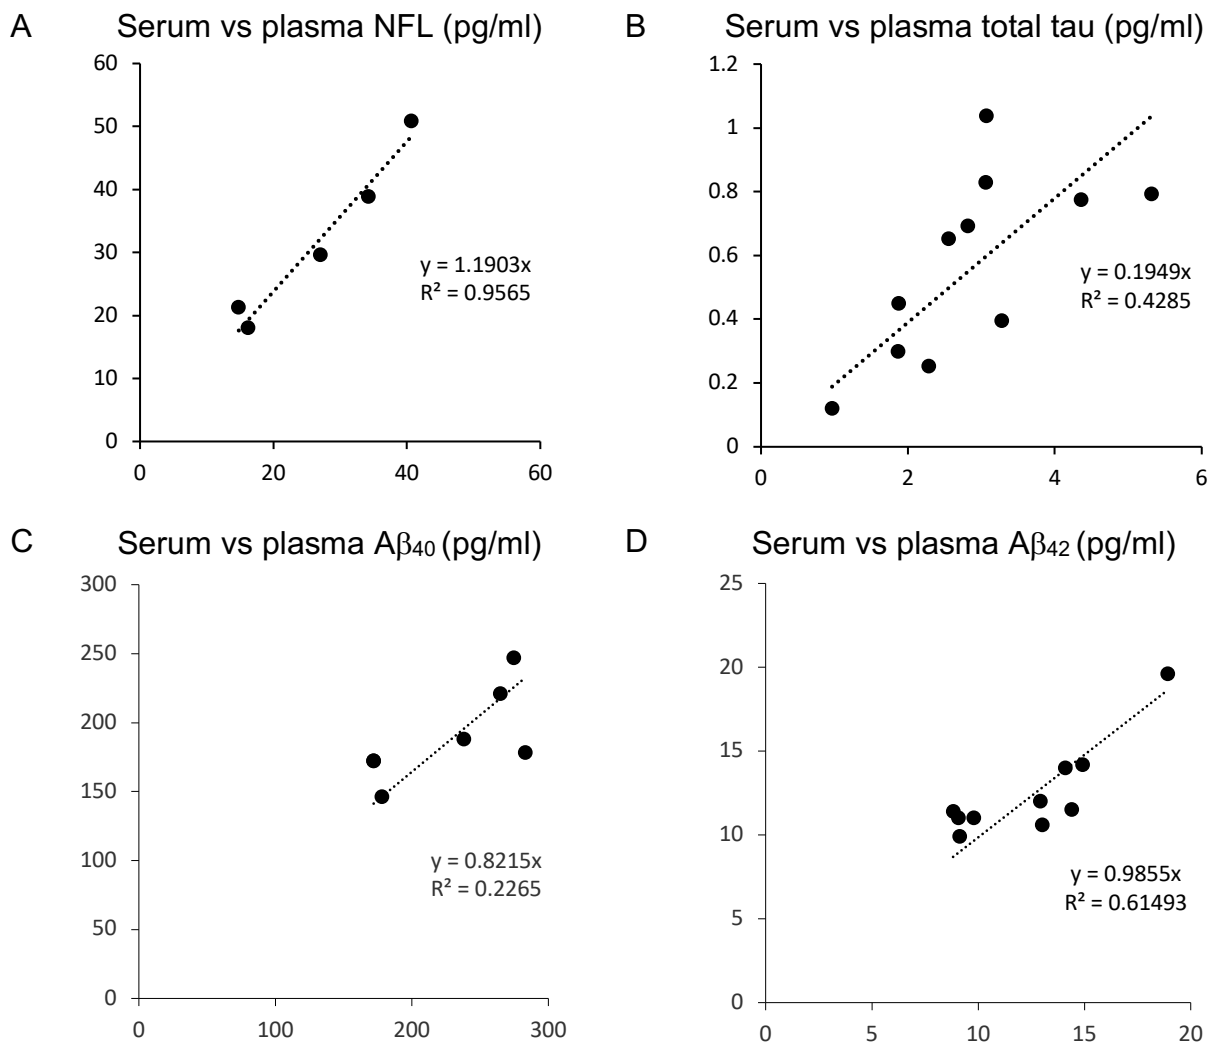 A Serum vs plasma NFL (pg/ml)
60
50
40
30
20
10
0
0 20 40 60
y = 1.1903x
R² = 0.9565
B Serum vs plasma total tau (pg/ml)
1.2
1
0.8
0.6
0.4
0.2
0
0 2 4 6
y = 0.1949x
R² = 0.4285
C Serum vs plasma Aβ40 (pg/ml)
300
250
200
150
100
50
0
0 100 200 300
y = 0.8215x
R² = 0.2265
D Serum vs plasma Aβ42 (pg/ml)
25
20
15
10
5
0
0 5 10 15 20
y = 0.9855x
R² = 0.61493